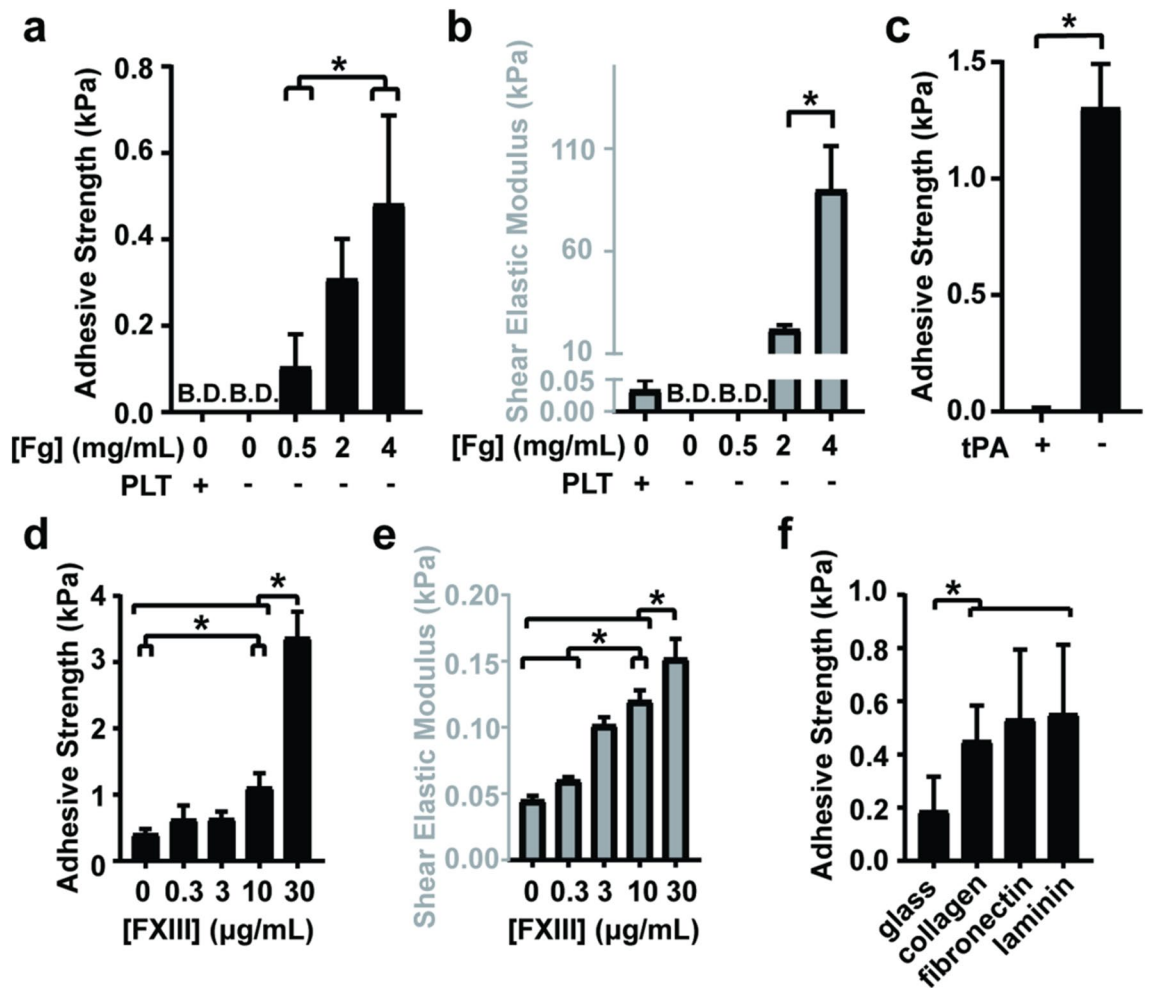 a
Adhesive Strength (kPa)
0.8
0.6
0.4
0.2
0.0
*
B.D. B.D.
[Fg] (mg/mL) 0 0 0.5 2 4
PLT + - - - -
b
Shear Elastic Modulus (kPa)
110
60
10
0.05
0.00
*
B.D. B.D.
[Fg] (mg/mL) 0 0 0.5 2 4
PLT + - - - -
c
Adhesive Strength (kPa)
1.5
1.0
0.5
0.0
*
tPA + -
d
Adhesive Strength (kPa)
4
3
2
1
0
*
*
0 0.3 3 10 30
[FXIII] (µg/mL)
e
Shear Elastic Modulus (kPa)
0.20
0.15
0.10
0.05
0.00
*
*
0 0.3 3 10 30
[FXIII] (µg/mL)
f
Adhesive Strength (kPa)
1.0
0.8
0.6
0.4
0.2
0.0
*
glass
collagen
fibronectin
laminin